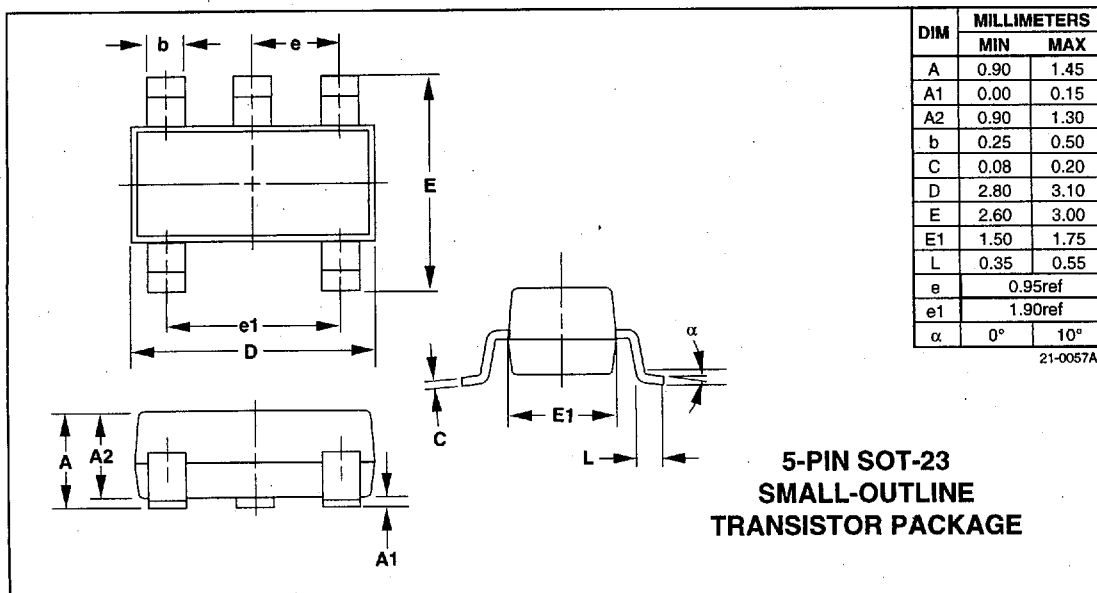 b
e
E
e1
D
A
A2
A1
C
E1
L
α
DIM MILLIMETERS
MIN MAX
A 0.90 1.45
A1 0.00 0.15
A2 0.90 1.30
b 0.25 0.50
C 0.08 0.20
D 2.80 3.10
E 2.60 3.00
E1 1.50 1.75
L 0.35 0.55
e 0.95ref
e1 1.90ref
α 0° 10°
21-0057A
5-PIN SOT-23
SMALL-OUTLINE
TRANSISTOR PACKAGE